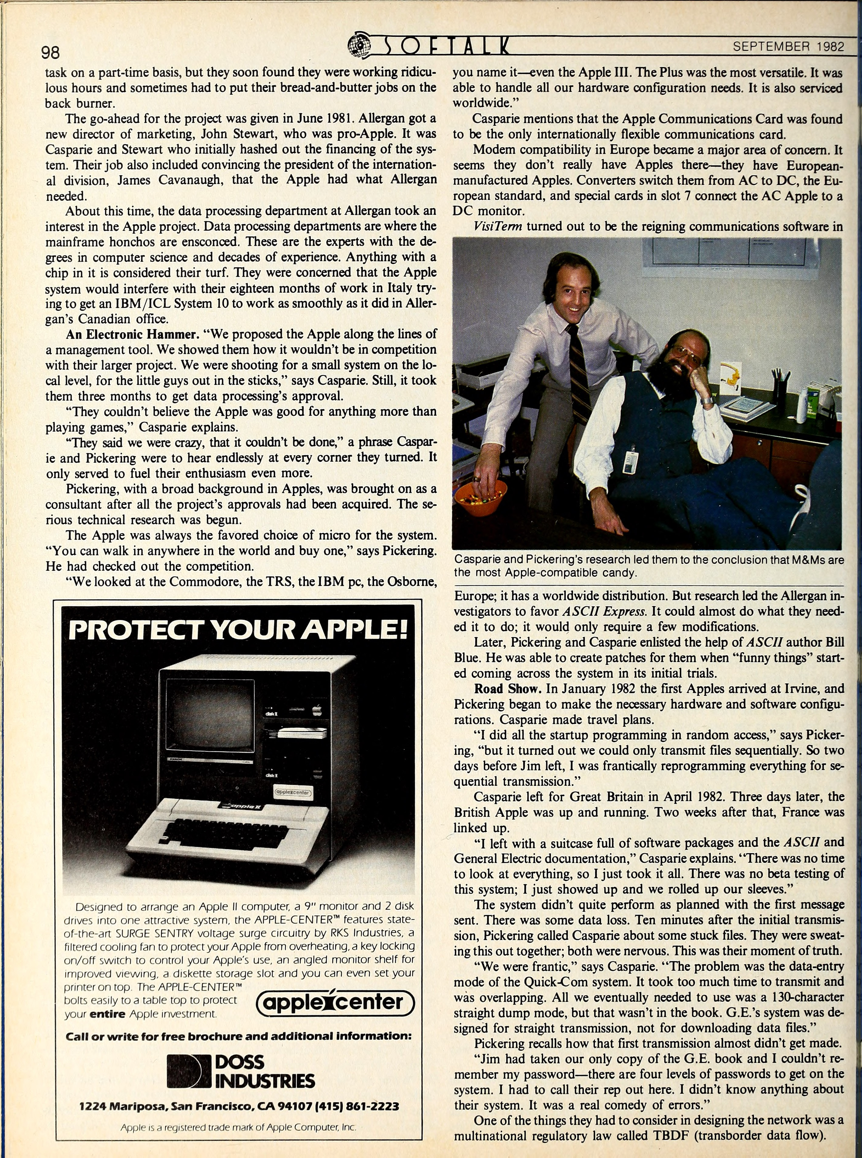 98
SOFTALK
SEPTEMBER 1982
task on a part-time basis, but they soon found they were working ridicu-
lous hours and sometimes had to put their bread-and-butter jobs on the
back burner.
The go-ahead for the project was given in June 1981. Allergan got a
new director of marketing, John Stewart, who was pro-Apple. It was
Casparie and Stewart who initially hashed out the financing of the sys-
tem. Their job also included convincing the president of the internation-
al division, James Cavanaugh, that the Apple had what Allergan
needed.
About this time, the data processing department at Allergan took an
interest in the Apple project. Data processing departments are where the
mainframe honchos are ensconced. These are the experts with the de-
grees in computer science and decades of experience. Anything with a
chip in it is considered their turf. They were concerned that the Apple
system would interfere with their eighteen months of work in Italy try-
ing to get an IBM/ICL System 10 to work as smoothly as it did in Aller-
gan's Canadian office.
An Electronic Hammer. "We proposed the Apple along the lines of
a management tool. We showed them how it wouldn't be in competition
with their larger project. We were shooting for a small system on the lo-
cal level, for the little guys out in the sticks," says Casparie. Still, it took
them three months to get data processing's approval.
"They couldn't believe the Apple was good for anything more than
playing games," Casparie explains.
"They said we were crazy, that it couldn't be done," a phrase Caspar-
ie and Pickering were to hear endlessly at every corner they turned. It
only served to fuel their enthusiasm even more.
Pickering, with a broad background in Apples, was brought on as a
consultant after all the project's approvals had been acquired. The se-
rious technical research was begun.
The Apple was always the favored choice of micro for the system.
"You can walk in anywhere in the world and buy one," says Pickering.
He had checked out the competition.
"We looked at the Commodore, the TRS, the IBM pc, the Osborne,
PROTECT YOUR APPLE!
disk II
disk II
applecenter
apple II
Designed to arrange an Apple II computer, a 9" monitor and 2 disk
drives into one attractive system, the APPLE-CENTER™ features state-
of-the-art SURGE SENTRY voltage surge circuitry by RKS Industries, a
filtered cooling fan to protect your Apple from overheating, a key locking
on/off switch to control your Apple's use, an angled monitor shelf for
improved viewing, a diskette storage slot and you can even set your
printer on top. The APPLE-CENTER™
bolts easily to a table top to protect
your entire Apple investment.
applecenter
Call or write for free brochure and additional information:
DOSS
INDUSTRIES
1224 Mariposa, San Francisco, CA 94107 (415) 861-2223
Apple is a registered trade mark of Apple Computer, Inc.
you name it—even the Apple III. The Plus was the most versatile. It was
able to handle all our hardware configuration needs. It is also serviced
worldwide."
Casparie mentions that the Apple Communications Card was found
to be the only internationally flexible communications card.
Modem compatibility in Europe became a major area of concern. It
seems they don't really have Apples there—they have European-
manufactured Apples. Converters switch them from AC to DC, the Eu-
ropean standard, and special cards in slot 7 connect the AC Apple to a
DC monitor.
VisiTerm turned out to be the reigning communications software in
Casparie and Pickering's research led them to the conclusion that M&Ms are
the most Apple-compatible candy.
Europe; it has a worldwide distribution. But research led the Allergan in-
vestigators to favor ASCII Express. It could almost do what they need-
ed it to do; it would only require a few modifications.
Later, Pickering and Casparie enlisted the help of ASCII author Bill
Blue. He was able to create patches for them when "funny things" start-
ed coming across the system in its initial trials.
Road Show. In January 1982 the first Apples arrived at Irvine, and
Pickering began to make the necessary hardware and software configu-
rations. Casparie made travel plans.
"I did all the startup programming in random access," says Picker-
ing, "but it turned out we could only transmit files sequentially. So two
days before Jim left, I was frantically reprogramming everything for se-
quential transmission."
Casparie left for Great Britain in April 1982. Three days later, the
British Apple was up and running. Two weeks after that, France was
linked up.
"I left with a suitcase full of software packages and the ASCII and
General Electric documentation," Casparie explains. "There was no time
to look at everything, so I just took it all. There was no beta testing of
this system; I just showed up and we rolled up our sleeves."
The system didn't quite perform as planned with the first message
sent. There was some data loss. Ten minutes after the initial transmis-
sion, Pickering called Casparie about some stuck files. They were sweat-
ing this out together; both were nervous. This was their moment of truth.
"We were frantic," says Casparie. "The problem was the data-entry
mode of the Quick-Com system. It took too much time to transmit and
was overlapping. All we eventually needed to use was a 130-character
straight dump mode, but that wasn't in the book. G.E.'s system was de-
signed for straight transmission, not for downloading data files."
Pickering recalls how that first transmission almost didn't get made.
"Jim had taken our only copy of the G.E. book and I couldn't re-
member my password—there are four levels of passwords to get on the
system. I had to call their rep out here. I didn't know anything about
their system. It was a real comedy of errors."
One of the things they had to consider in designing the network was a
multinational regulatory law called TBDF (transborder data flow).